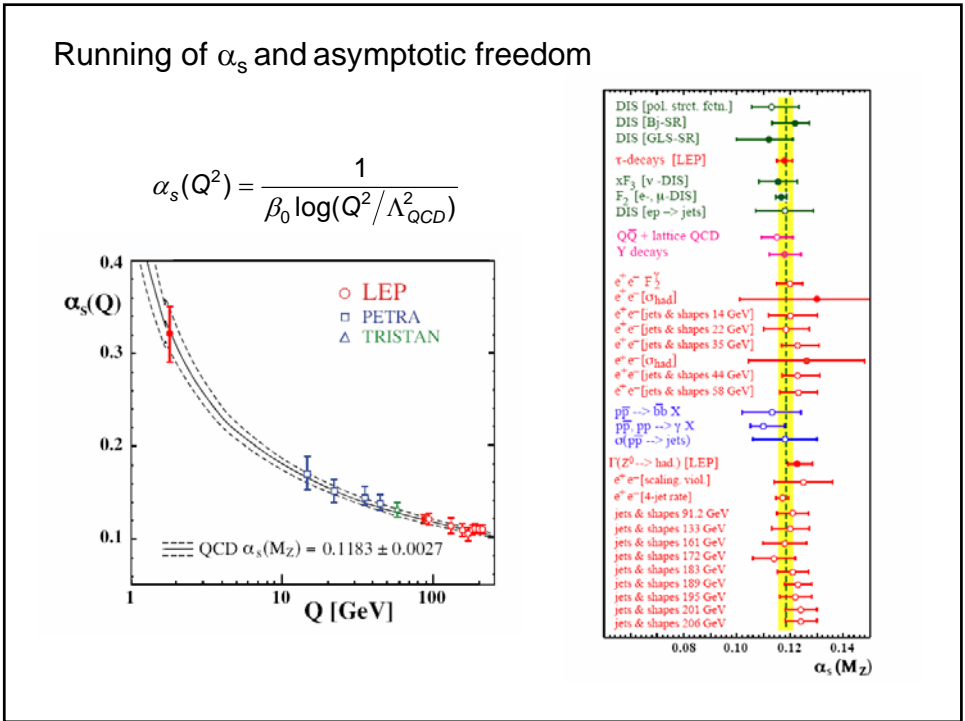 Running of αs and asymptotic freedom
αs(Q²) = 1 / β₀ log(Q²/Λ²QCD)
0.4
αs(Q)
0.3
0.2
0.1
LEP
PETRA
TRISTAN
QCD αs(MZ) = 0.1183 ± 0.0027
1 10 100
Q [GeV]
DIS [pol. strct. fctn.]
DIS [Bj-SR]
DIS [GLS-SR]
τ-decays [LEP]
xF₃ [ν -DIS]
F₂ [e-, μ-DIS]
DIS [ep –> jets]
QQ̅ + lattice QCD
Υ decays
e⁺e⁻ F₂^γ
e⁺e⁻[σhad]
e⁺e⁻[jets & shapes 14 GeV]
e⁺e⁻[jets & shapes 22 GeV]
e⁺e⁻[jets & shapes 35 GeV]
e⁺e⁻[σhad]
e⁺e⁻[jets & shapes 44 GeV]
e⁺e⁻[jets & shapes 58 GeV]
pp̅ --> bb̅ X
pp̅, pp --> γ X
σ(pp̅ --> jets)
Γ(Z⁰--> had.) [LEP]
e⁺e⁻[scaling. viol.]
e⁺e⁻[4-jet rate]
jets & shapes 91.2 GeV
jets & shapes 133 GeV
jets & shapes 161 GeV
jets & shapes 172 GeV
jets & shapes 183 GeV
jets & shapes 189 GeV
jets & shapes 195 GeV
jets & shapes 201 GeV
jets & shapes 206 GeV
0.08 0.10 0.12 0.14
αs(MZ)